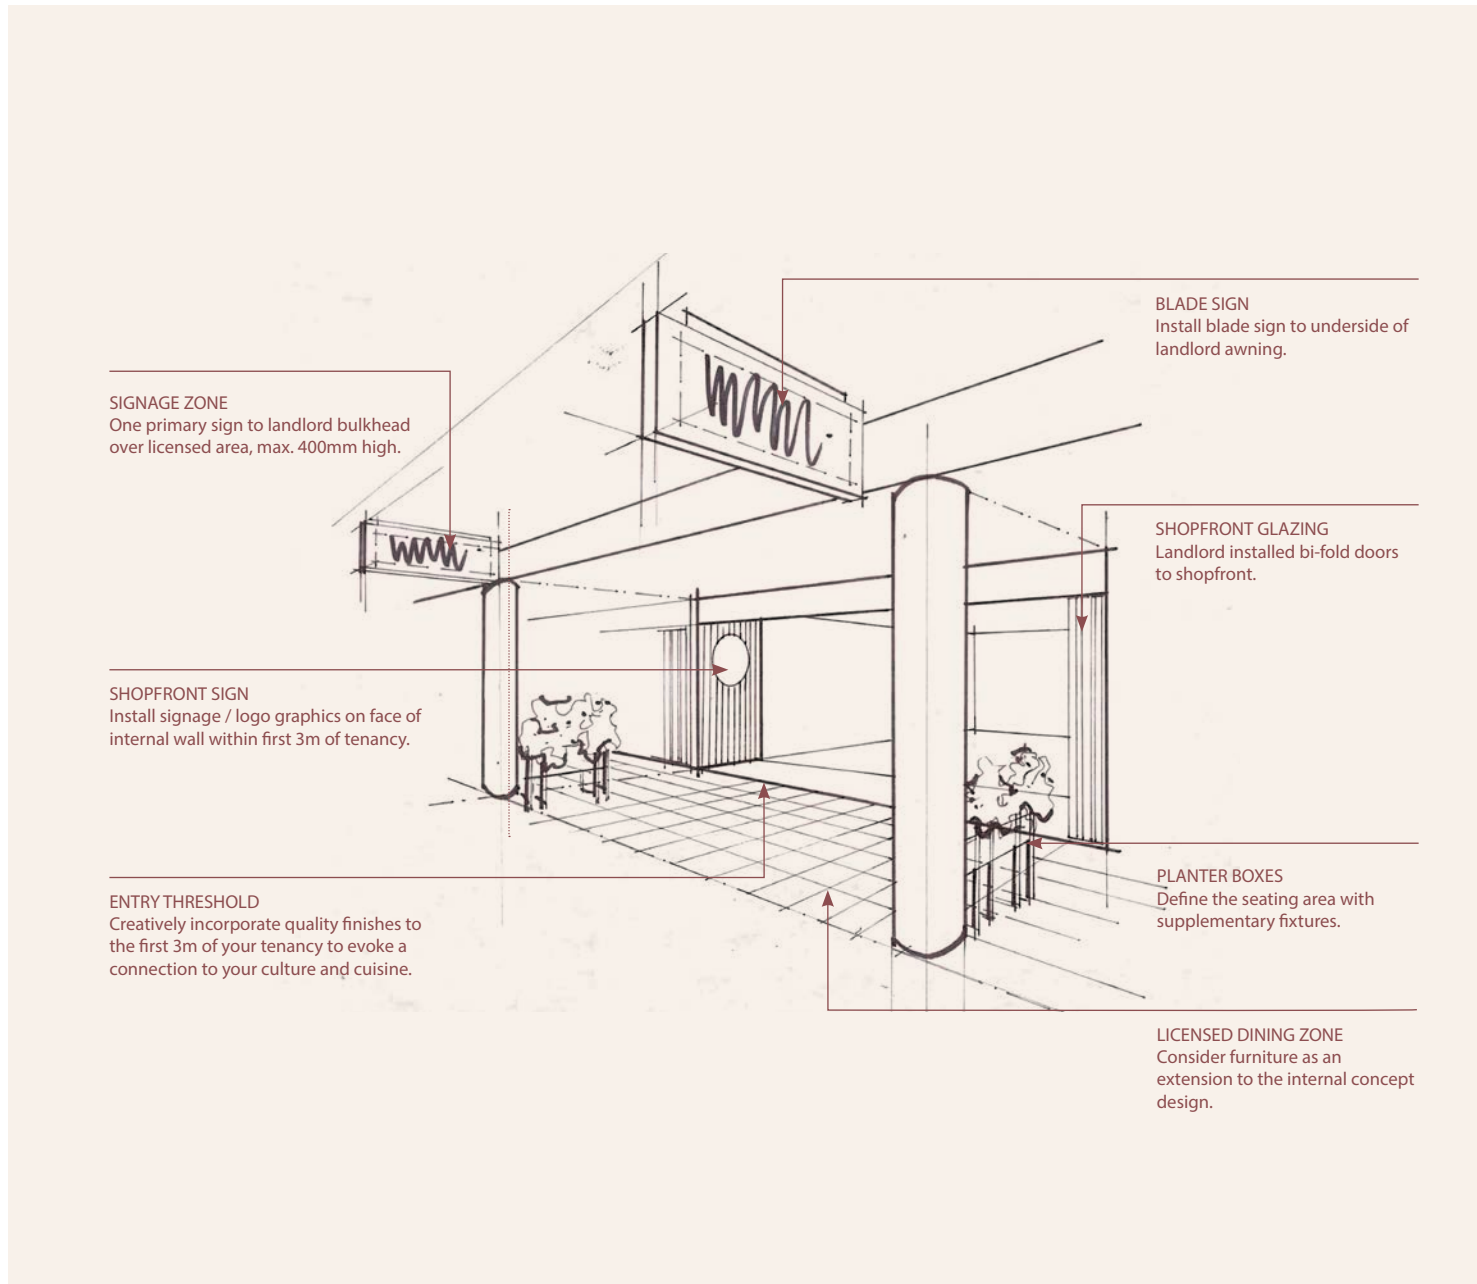 SIGNAGE ZONE
One primary sign to landlord bulkhead
over licensed area, max. 400mm high.
SHOPFRONT SIGN
Install signage / logo graphics on face of
internal wall within first 3m of tenancy.
ENTRY THRESHOLD
Creatively incorporate quality finishes to
the first 3m of your tenancy to evoke a
connection to your culture and cuisine.
BLADE SIGN
Install blade sign to underside of
landlord awning.
SHOPFRONT GLAZING
Landlord installed bi-fold doors
to shopfront.
PLANTER BOXES
Define the seating area with
supplementary fixtures.
LICENSED DINING ZONE
Consider furniture as an
extension to the internal concept
design.